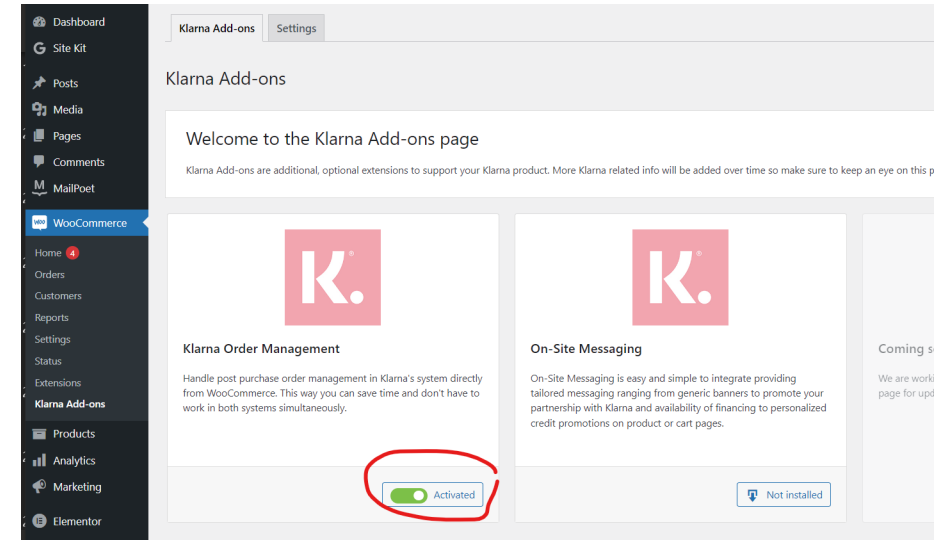 Dashboard
Site Kit
Posts
Media
Pages
Comments
MailPoet
WooCommerce
Home 4
Orders
Customers
Reports
Settings
Status
Extensions
Klarna Add-ons
Products
Analytics
Marketing
Elementor
Klarna Add-ons
Settings
Klarna Add-ons
Welcome to the Klarna Add-ons page
Klarna Add-ons are additional, optional extensions to support your Klarna product. More Klarna related info will be added over time so make sure to keep an eye on this p
K.
Klarna Order Management
Handle post purchase order management in Klarna's system directly
from WooCommerce. This way you can save time and don't have to
work in both systems simultaneously.
Activated
K.
On-Site Messaging
On-Site Messaging is easy and simple to integrate providing
tailored messaging ranging from generic banners to promote your
partnership with Klarna and availability of financing to personalized
credit promotions on product or cart pages.
Not installed
Coming s
We are worki
page for upd